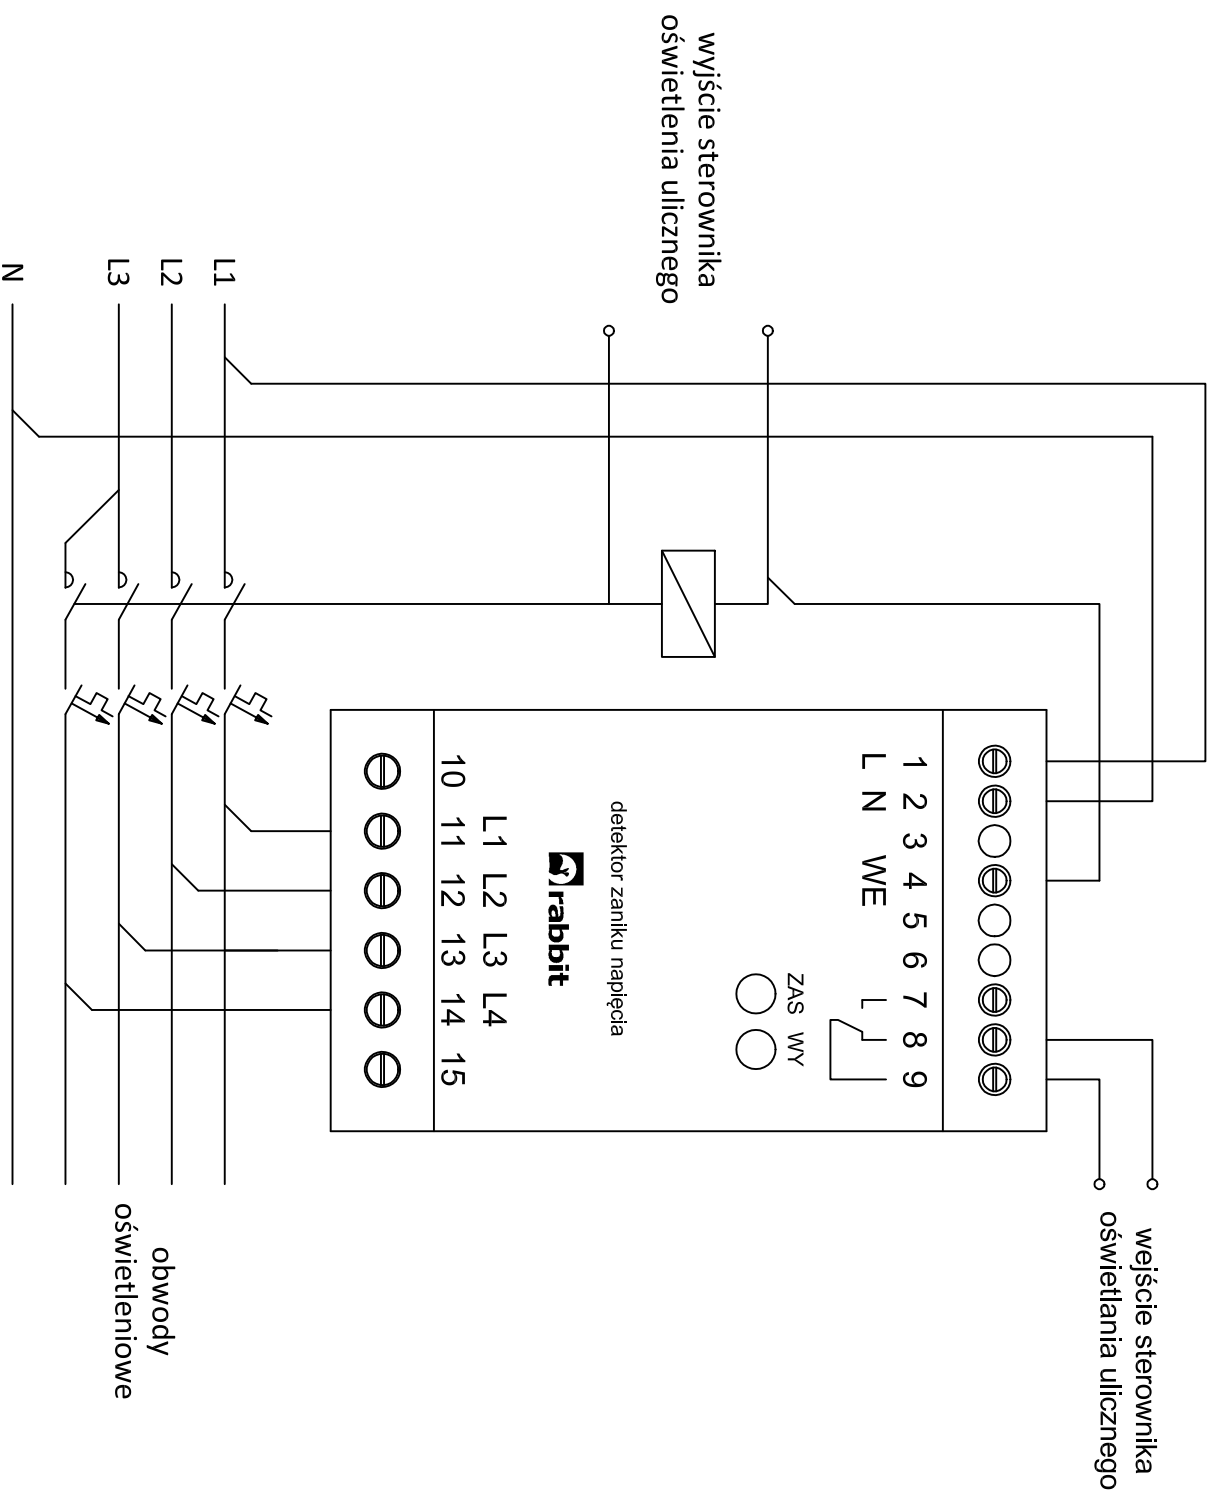 wejście sterownika
oświetlania ulicznego
1 2 3 4 5 6 7 8 9
L N WE
wyjście sterownika
oświetlenia ulicznego
ZAS WY
detektor zaniku napięcia
rabbit
L1 L2 L3 L4
10 11 12 13 14 15
L1
L2
L3
N
obwody
oświetleniowe